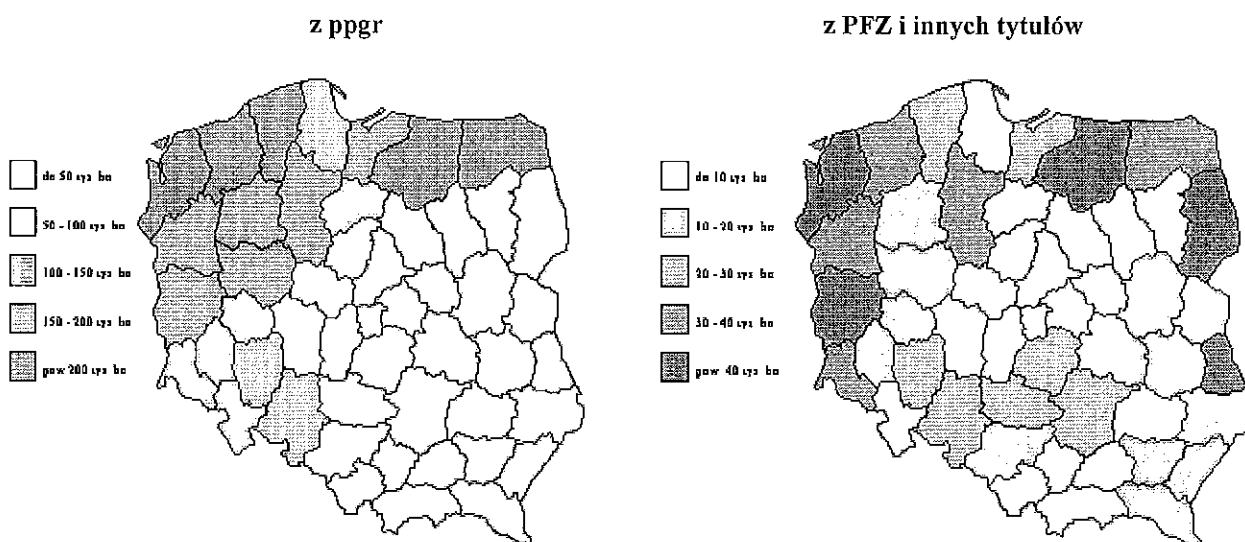 z ppgr
do 50 tys ha
50 - 100 tys ha
100 - 150 tys ha
150 - 200 tys ha
pow 200 tys ha
z PFZ i innych tytułów
do 10 tys ha
10 - 20 tys ha
20 - 30 tys ha
30 - 40 tys ha
pow 40 tys ha